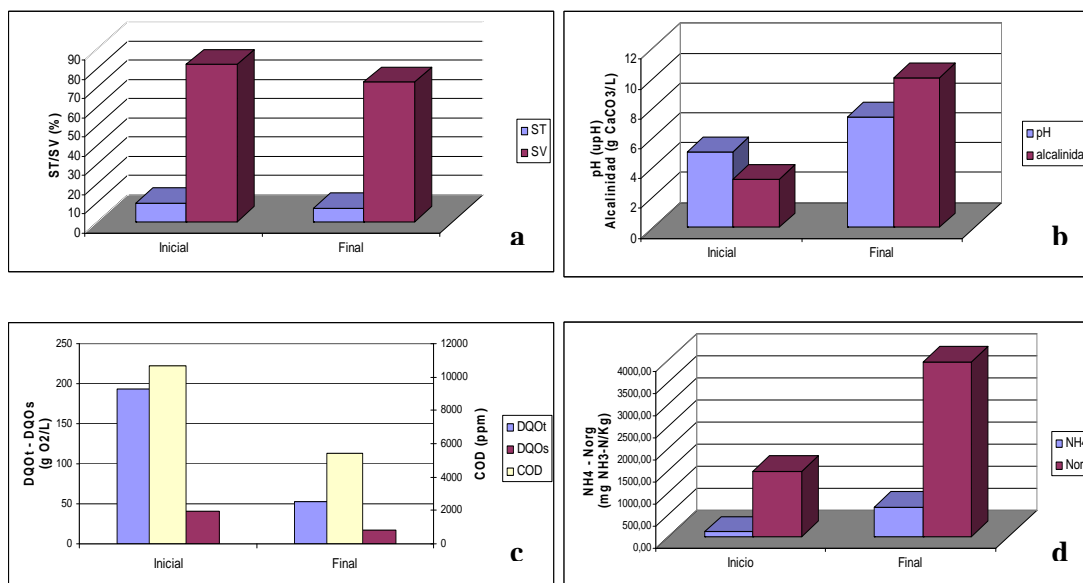 ST/SV (%)
90
80
70
60
50
40
30
20
10
0
Inicial
Final
ST
SV
a
pH (upH)
Alcalinidad (g CaCO3/L)
12
10
8
6
4
2
0
Inicial
Final
pH
alcalinida
b
DQOt - DQOs
(g O2/L)
250
200
150
100
50
0
Inicial
Final
12000
10000
8000
6000
4000
2000
0
COD (ppm)
DQOt
DQOs
COD
c
NH4 - Norg
(mg NH3-N/Kg)
4000,00
3500,00
3000,00
2500,00
2000,00
1500,00
1000,00
500,00
0,00
Inicio
Final
NH4
Nor
d